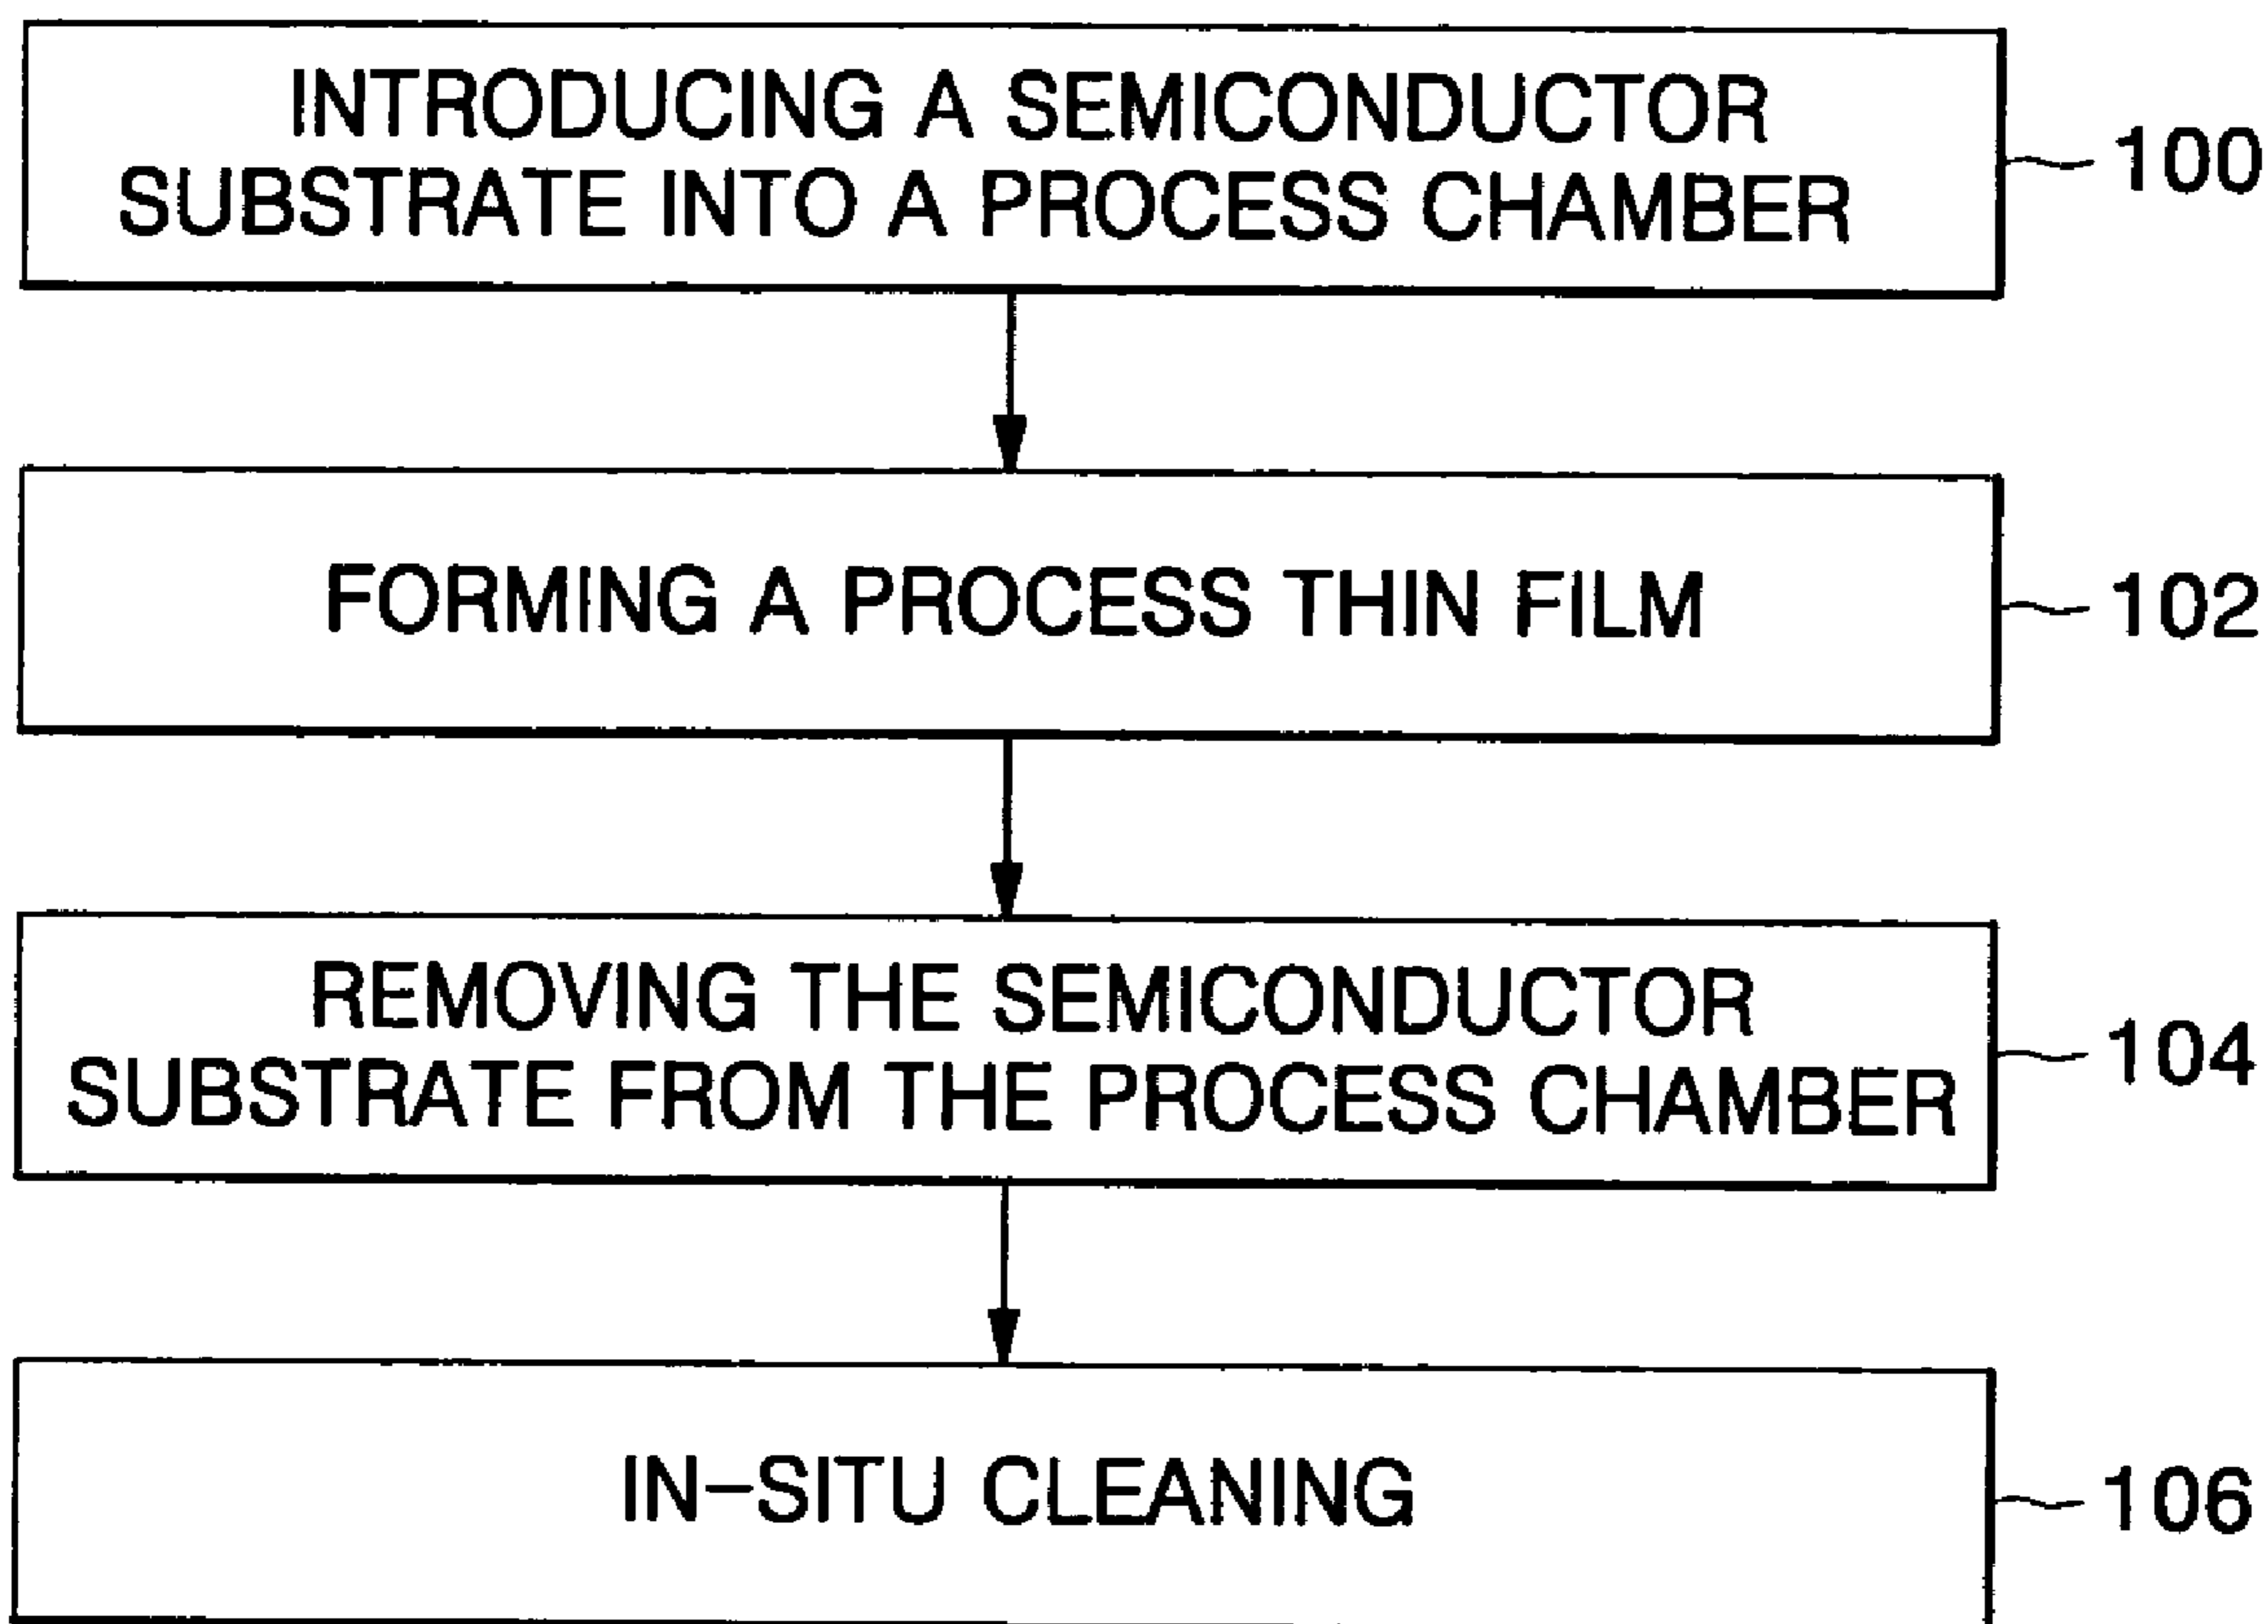 INTRODUCING A SEMICONDUCTOR
SUBSTRATE INTO A PROCESS CHAMBER
100
FORMING A PROCESS THIN FILM
102
REMOVING THE SEMICONDUCTOR
SUBSTRATE FROM THE PROCESS CHAMBER
104
IN-SITU CLEANING
106